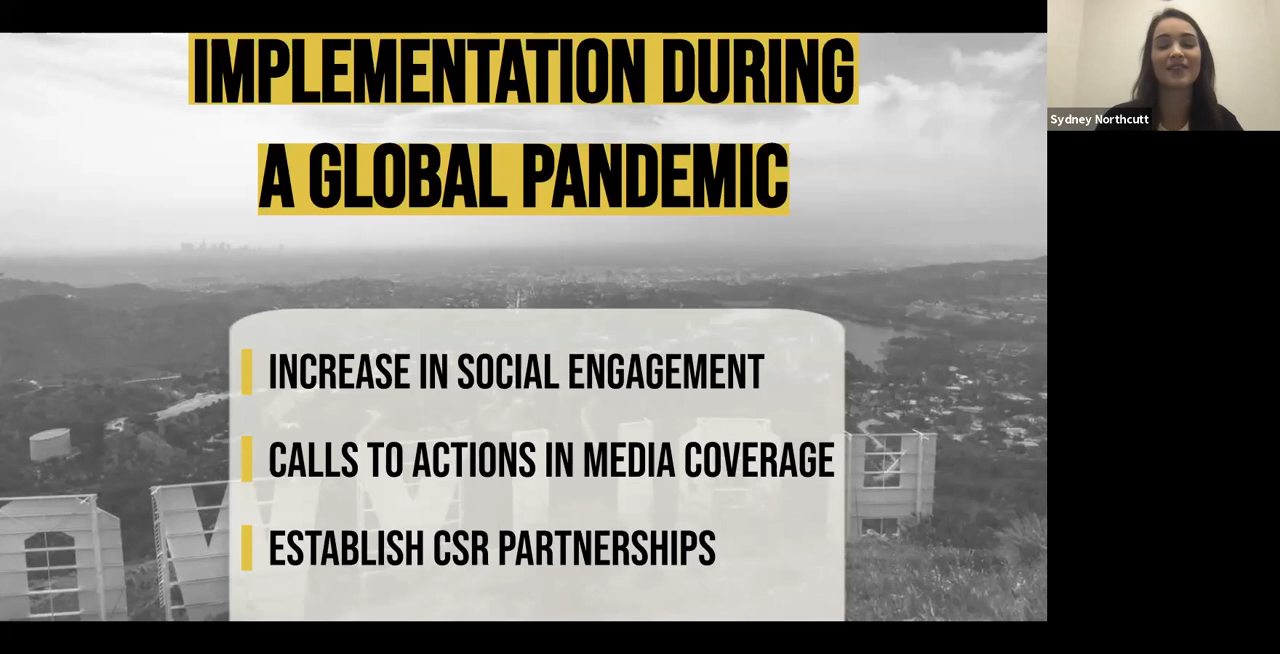 IMPLEMENTATION DURING
A GLOBAL PANDEMIC
INCREASE IN SOCIAL ENGAGEMENT
CALLS TO ACTIONS IN MEDIA COVERAGE
ESTABLISH CSR PARTNERSHIPS
Sydney Northcutt